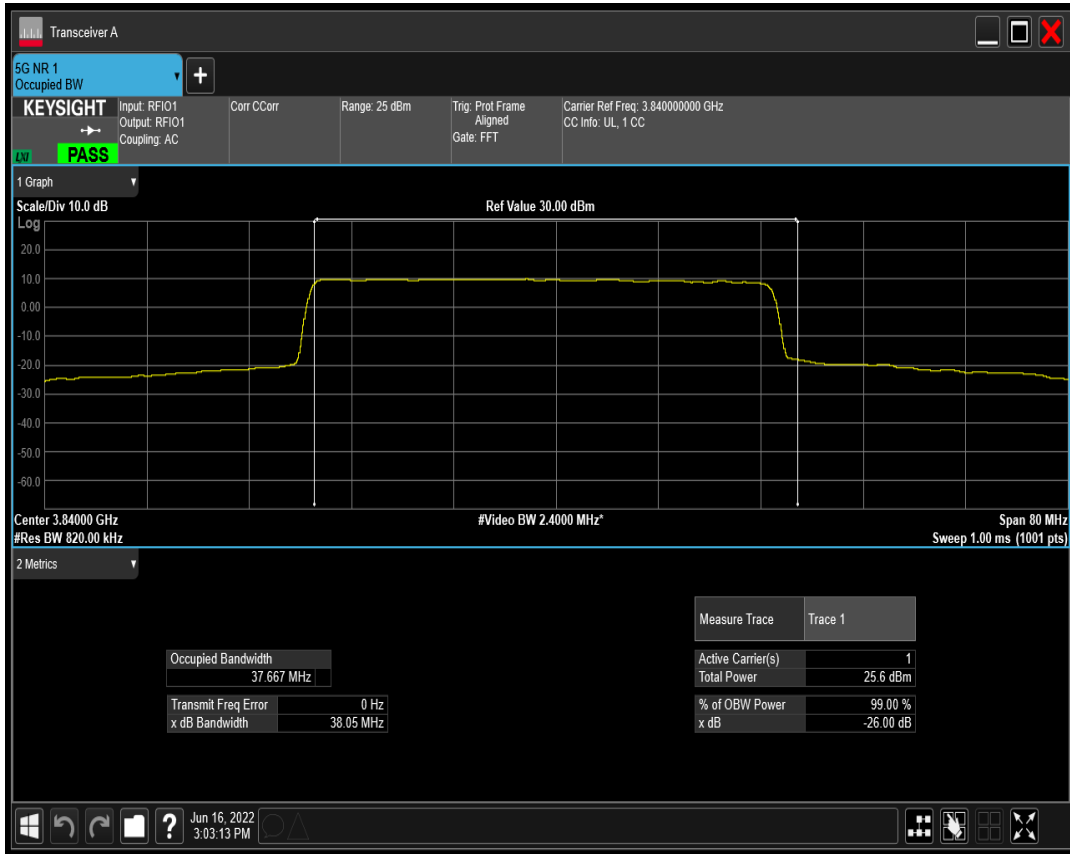 Transceiver A
5G NR 1
Occupied BW
+
KEYSIGHT
LXI
PASS
Input: RFIO1
Output: RFIO1
Coupling: AC
Corr CCorr
Range: 25 dBm
Trig: Prot Frame
Aligned
Gate: FFT
Carrier Ref Freq: 3.840000000 GHz
CC Info: UL, 1 CC
1 Graph
Scale/Div 10.0 dB
Ref Value 30.00 dBm
Log
20.0
10.0
0.00
-10.0
-20.0
-30.0
-40.0
-50.0
-60.0
Center 3.84000 GHz
#Video BW 2.4000 MHz*
Span 80 MHz
#Res BW 820.00 kHz
Sweep 1.00 ms (1001 pts)
2 Metrics
Measure Trace Trace 1
Occupied Bandwidth
37.667 MHz
Active Carrier(s) 1
Total Power 25.6 dBm
Transmit Freq Error 0 Hz
x dB Bandwidth 38.05 MHz
% of OBW Power 99.00 %
x dB -26.00 dB
?
Jun 16, 2022
3:03:13 PM